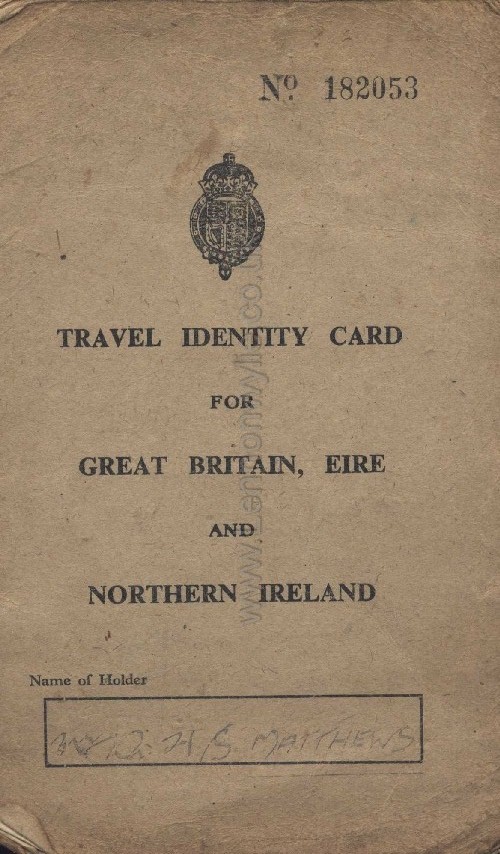 Nº 182053
TRAVEL IDENTITY CARD
FOR
GREAT BRITAIN, EIRE
AND
NORTHERN IRELAND
Name of Holder
MATTHEWS